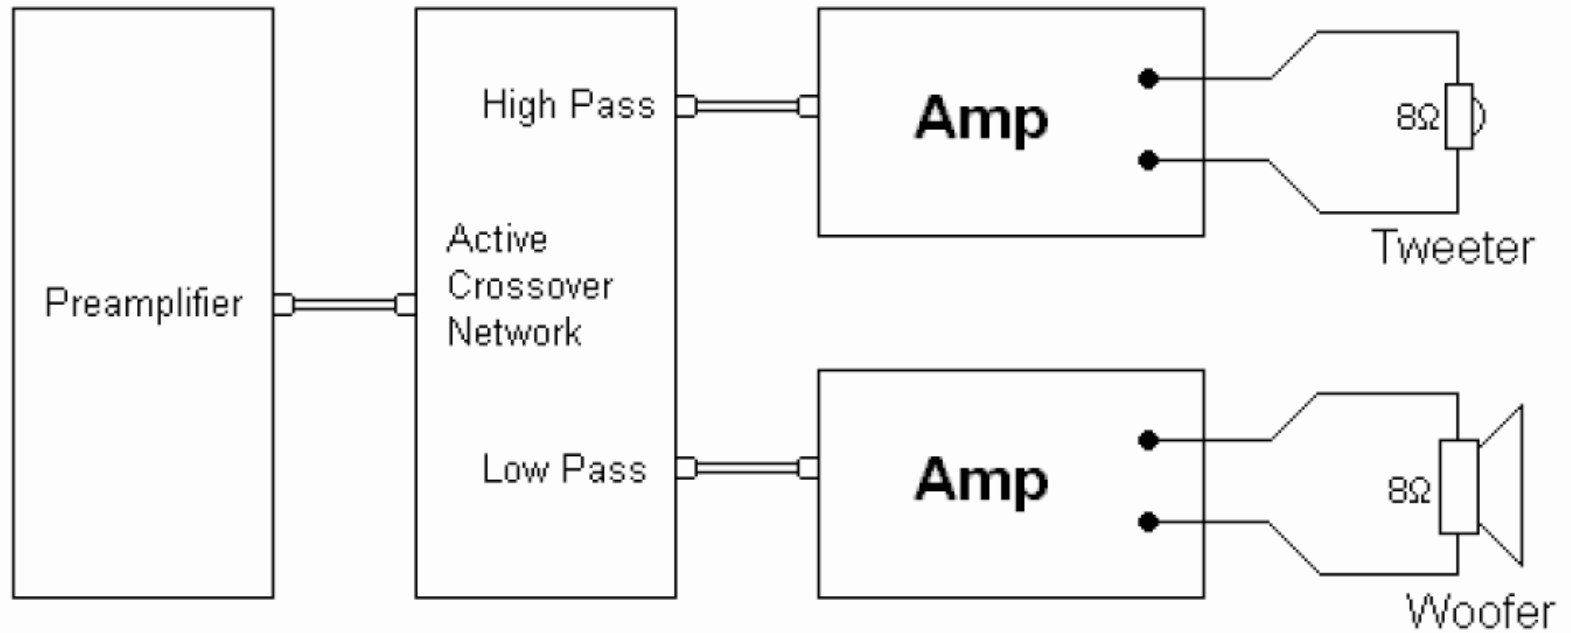 Preamplifier
High Pass
Active
Crossover
Network
Low Pass
Amp
8Ω
Tweeter
Amp
8Ω
Woofer